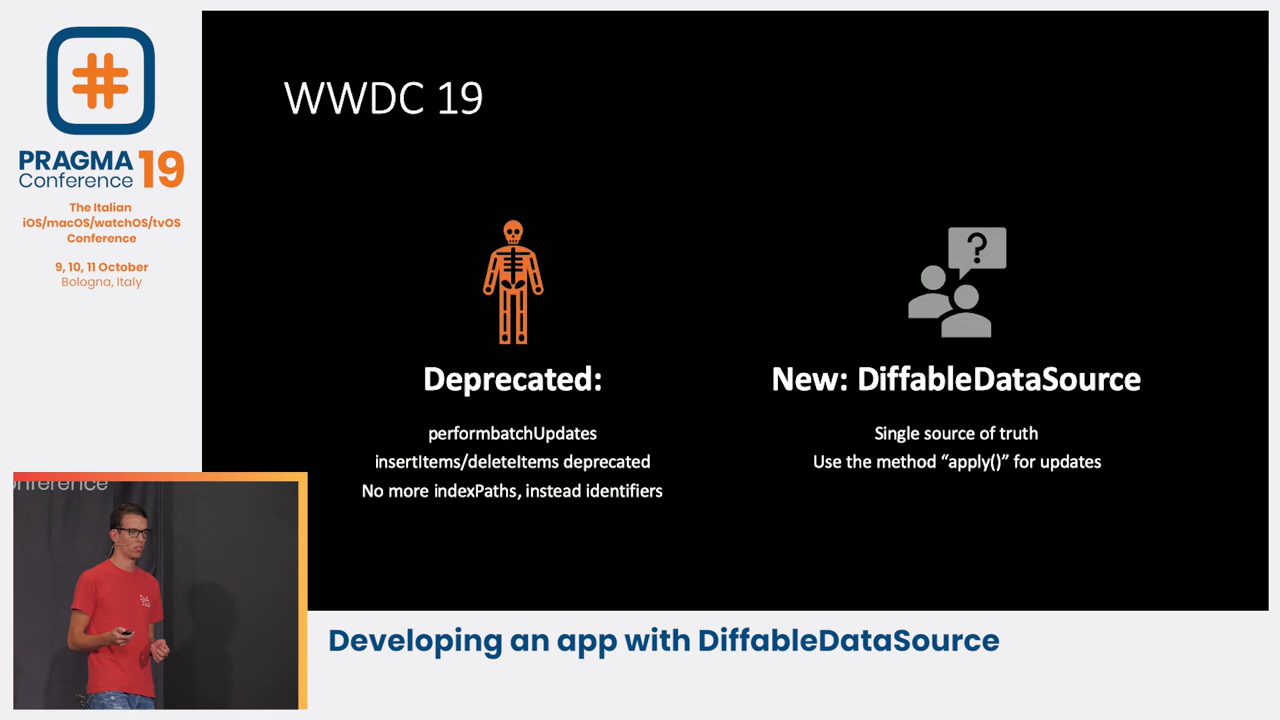 PRAGMA
Conference
19
The Italian
iOS/macOS/watchOS/tvOS
Conference
9, 10, 11 October
Bologna, Italy
WWDC 19
?
Deprecated:
performbatchUpdates
insertItems/deleteItems deprecated
No more indexPaths, instead identifiers
New: DiffableDataSource
Single source of truth
Use the method “apply()” for updates
onference
Developing an app with DiffableDataSource